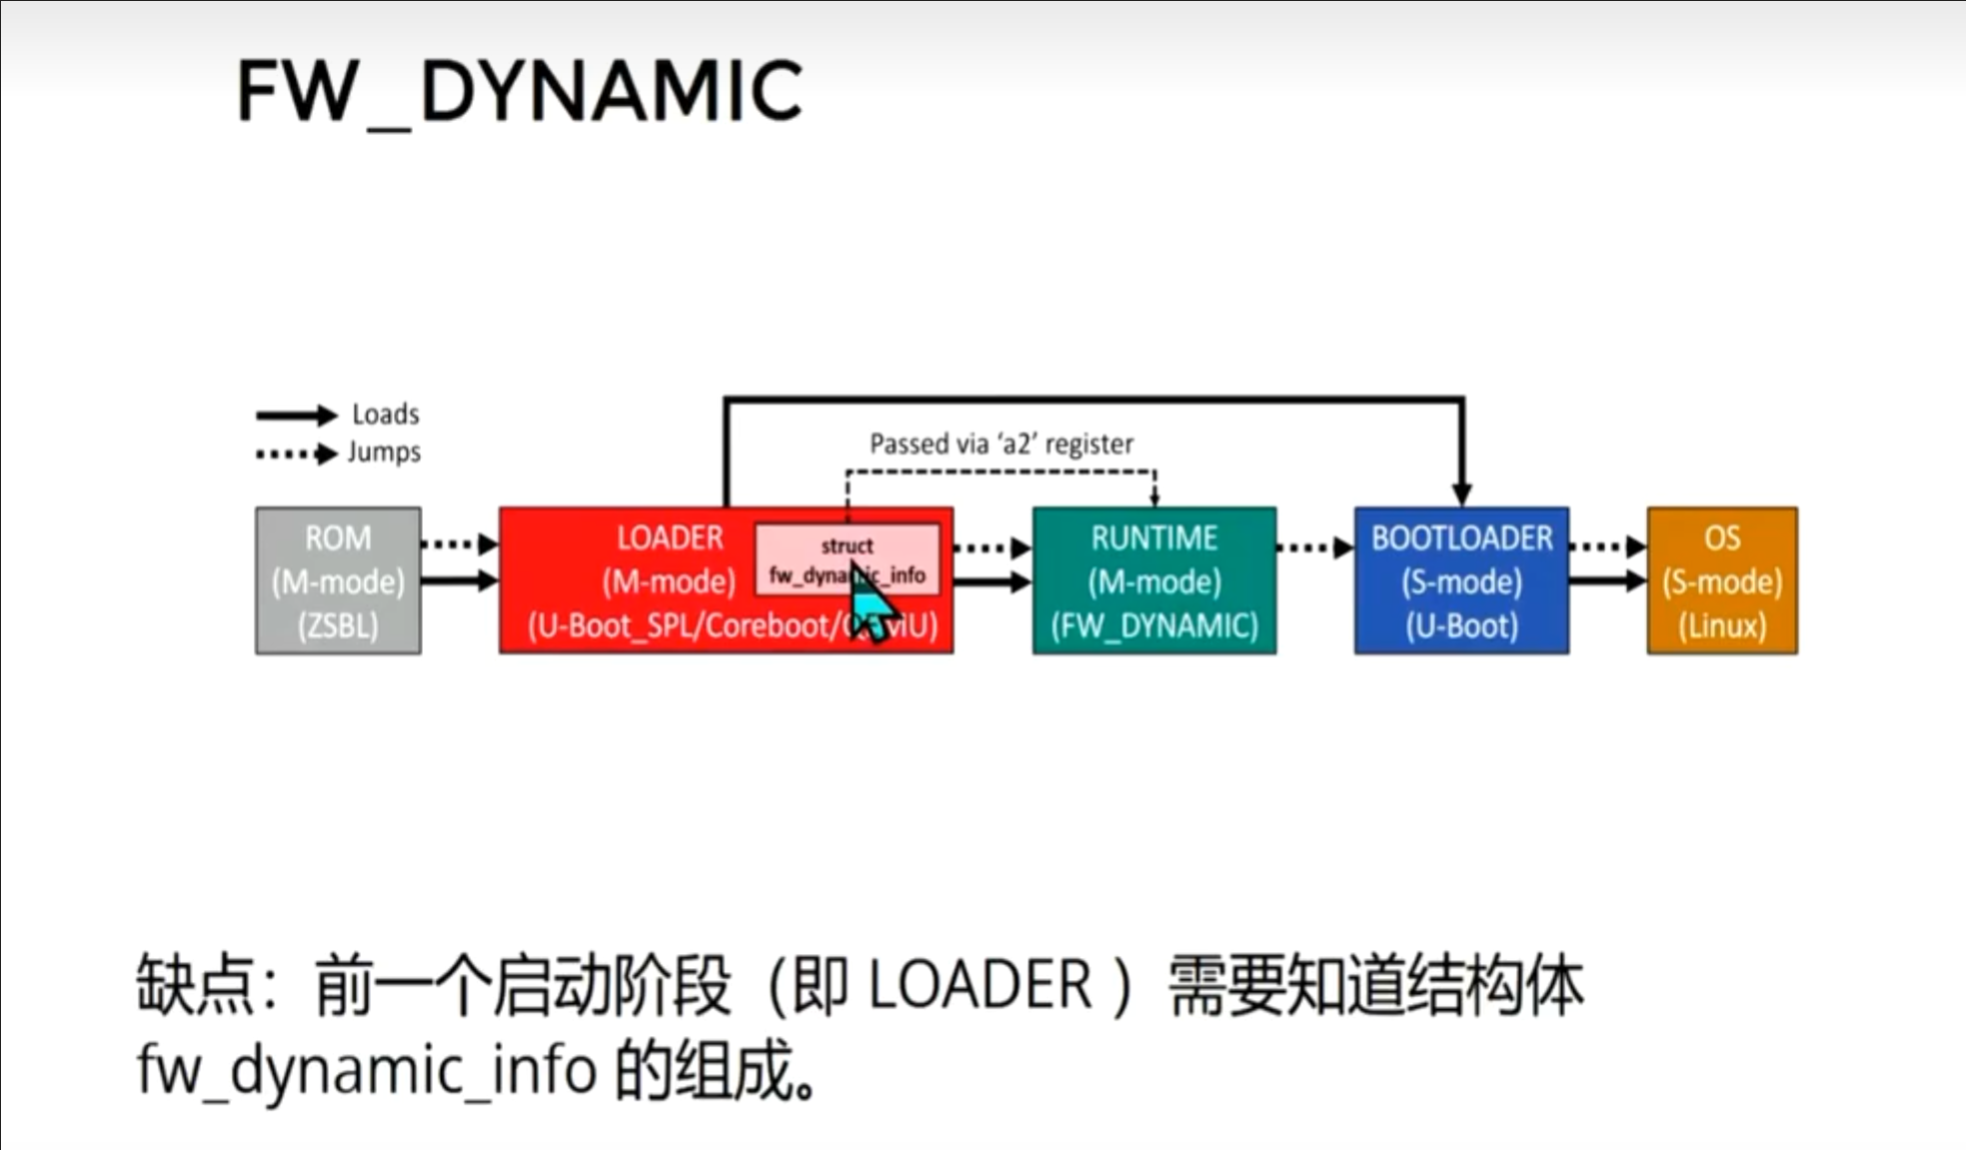 FW_DYNAMIC
Loads
Jumps
Passed via ‘a2’ register
ROM
(M-mode)
(ZSBL)
LOADER
(M-mode)
(U-Boot_SPL/Coreboot/QEMU)
struct
fw_dynamic_info
RUNTIME
(M-mode)
(FW_DYNAMIC)
BOOTLOADER
(S-mode)
(U-Boot)
OS
(S-mode)
(Linux)
缺点：前一个启动阶段（即 LOADER ）需要知道结构体
fw_dynamic_info 的组成。